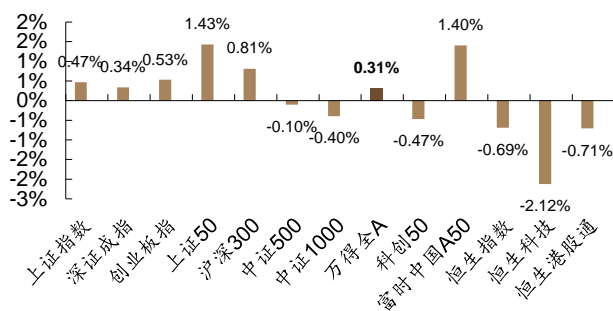 2%
2%
1%
1%
0%
-1%
-1%
-2%
-2%
-3%
0.47%
0.34%
0.53%
1.43%
0.81%
-0.10%
-0.40%
0.31%
-0.47%
1.40%
-0.69%
-2.12%
-0.71%
上证指数
深证成指
创业板指
上证50
沪深300
中证500
中证1000
万得全A
科创50
富时中国A50
恒生指数
恒生科技
恒生港股通